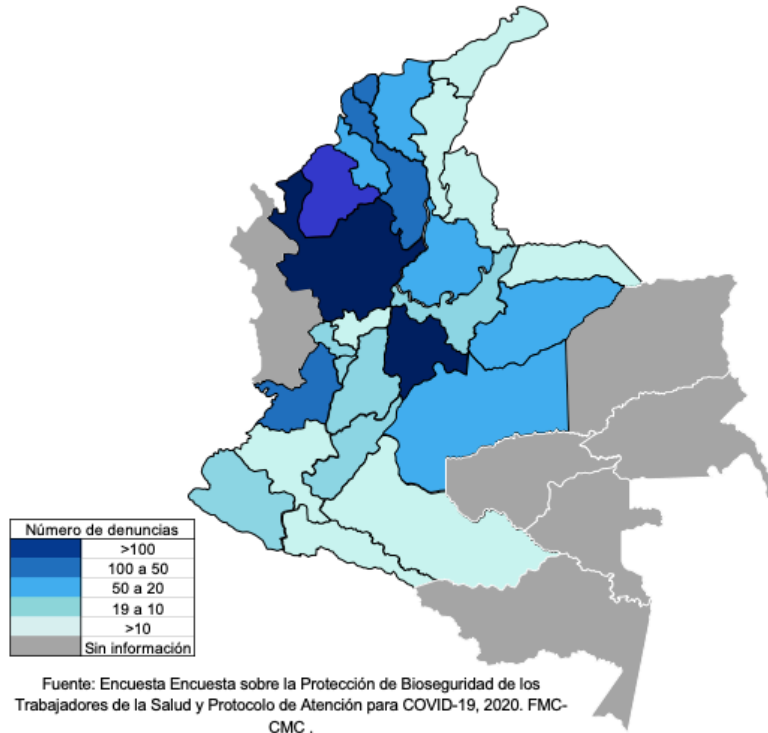 Número de denuncias
>100
100 a 50
50 a 20
19 a 10
>10
Sin información
Fuente: Encuesta Encuesta sobre la Protección de Bioseguridad de los
Trabajadores de la Salud y Protocolo de Atención para COVID-19, 2020. FMC-
CMC .